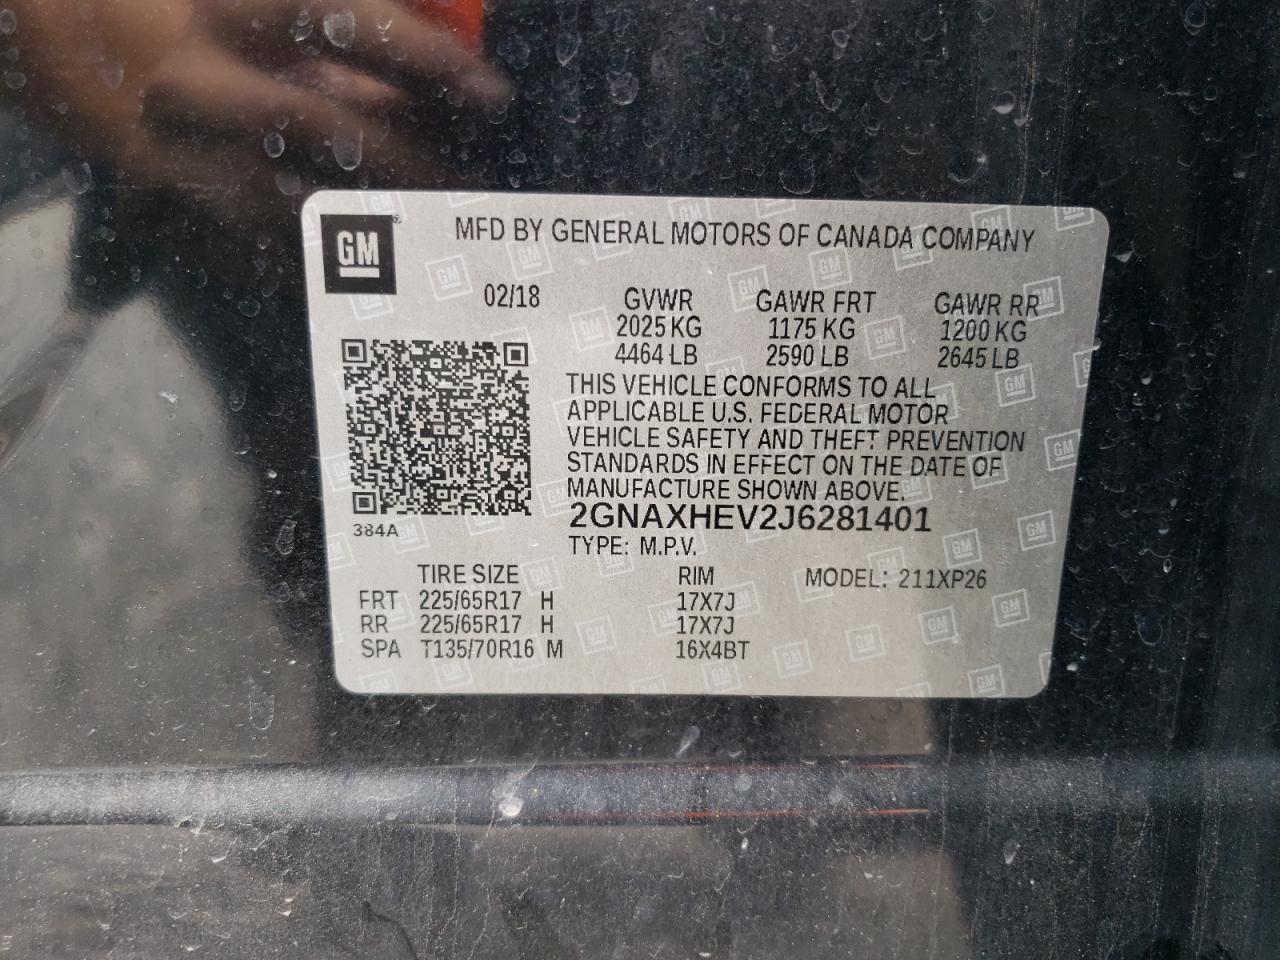 GM ® MFD BY GENERAL MOTORS OF CANADA COMPANY
02/18 GVWR GAWR FRT GAWR RR
2025 KG 1175 KG 1200 KG
4464 LB 2590 LB 2645 LB
THIS VEHICLE CONFORMS TO ALL
APPLICABLE U.S. FEDERAL MOTOR
VEHICLE SAFETY AND THEFT PREVENTION
STANDARDS IN EFFECT ON THE DATE OF
MANUFACTURE SHOWN ABOVE.
2GNAXHEV2J6281401
384A TYPE: M.P.V.
TIRE SIZE RIM MODEL: 211XP26
FRT 225/65R17 H 17X7J
RR 225/65R17 H 17X7J
SPA T135/70R16 M 16X4BT